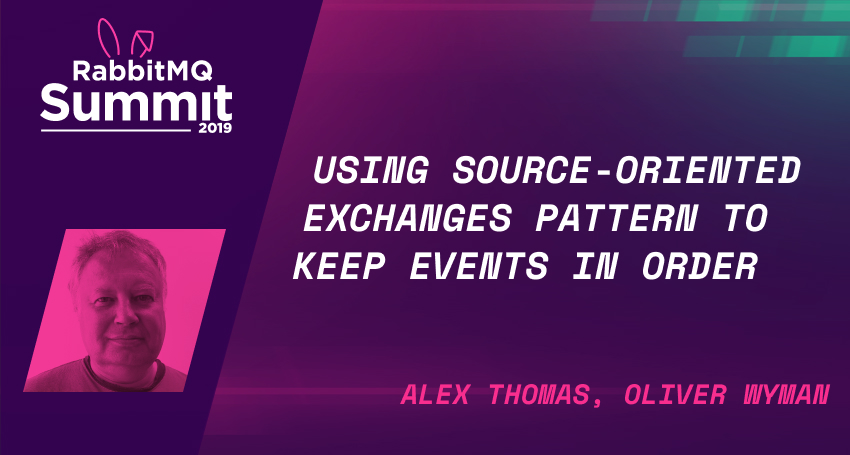 RabbitMQ
Summit
2019
USING SOURCE-ORIENTED
EXCHANGES PATTERN TO
KEEP EVENTS IN ORDER
ALEX THOMAS, OLIVER WYMAN